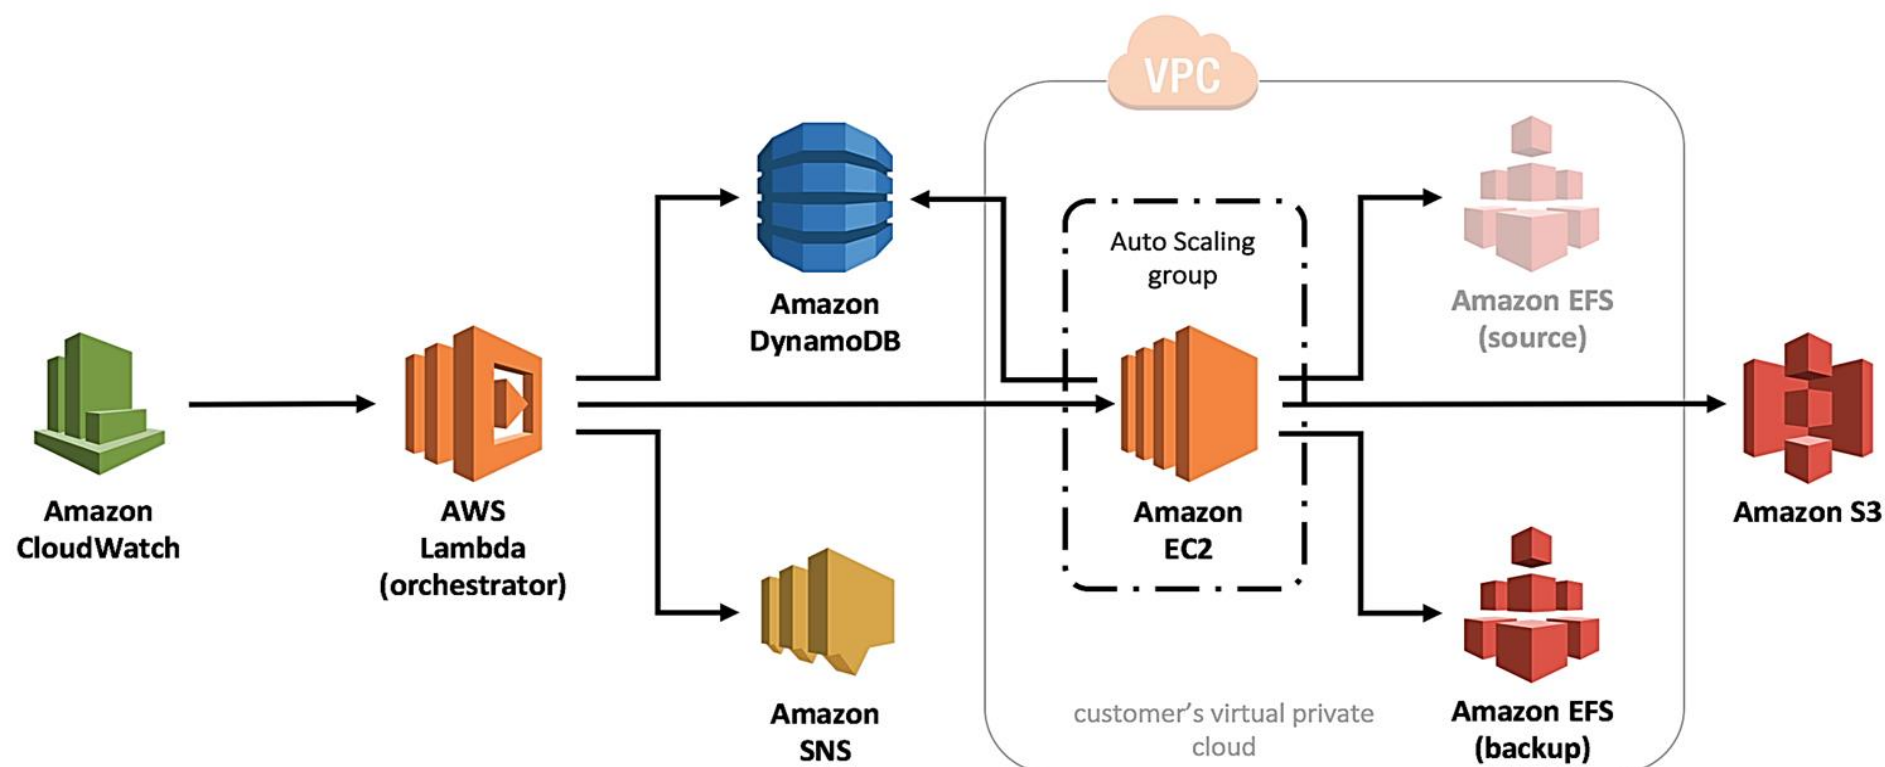 VPC
Auto Scaling
group
Amazon
DynamoDB
Amazon EFS
(source)
Amazon
CloudWatch
AWS
Lambda
(orchestrator)
Amazon
EC2
Amazon S3
Amazon
SNS
customer's virtual private
cloud
Amazon EFS
(backup)